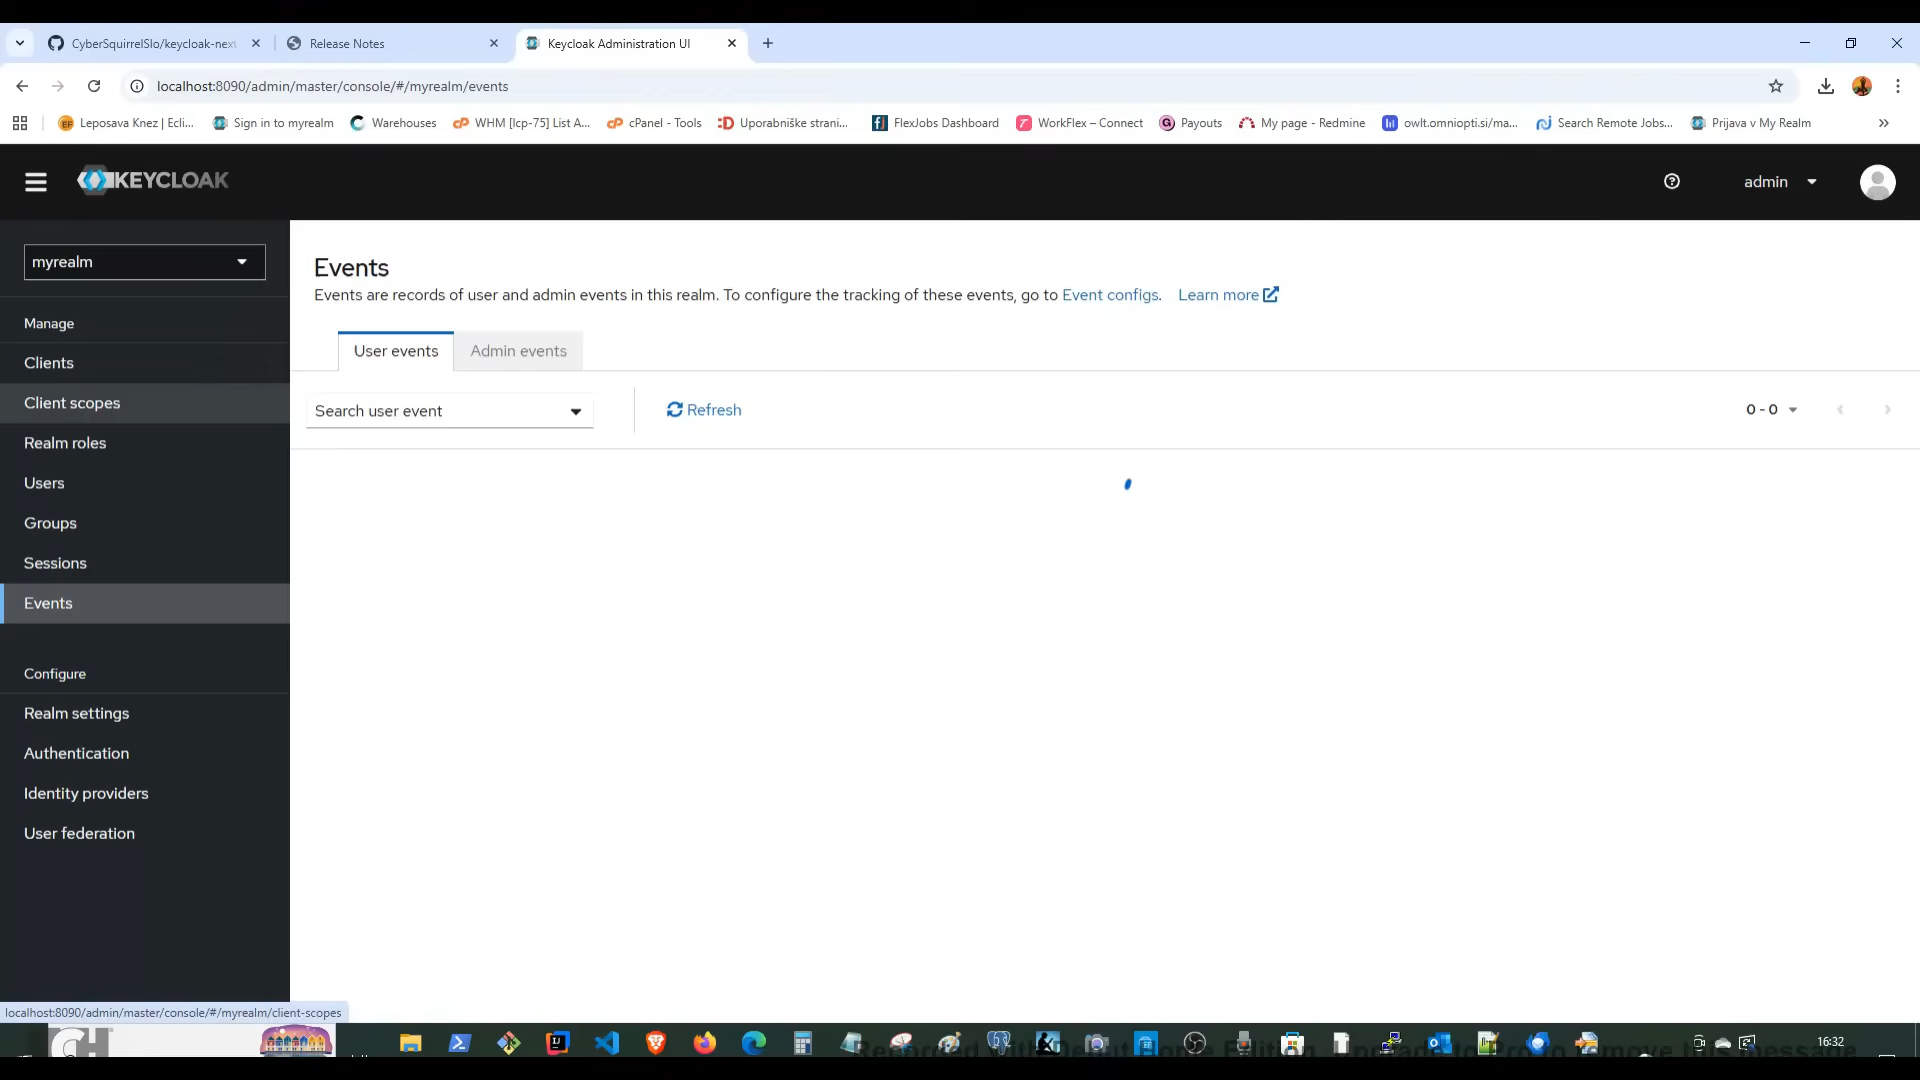 CyberSquirrelSlo/keycloak-next
Release Notes
Keycloak Administration UI
localhost:8090/admin/master/console/#/myrealm/events
Leposava Knez | Ecli...
Sign in to myrealm
Warehouses
WHM [lcp-75] List A...
cPanel - Tools
Uporabniške strani...
FlexJobs Dashboard
WorkFlex – Connect
Payouts
My page - Redmine
owlt.omniopti.si/ma...
Search Remote Jobs...
Prijava v My Realm
KEYCLOAK
admin
myrealm
Manage
Clients
Client scopes
Realm roles
Users
Groups
Sessions
Events
Configure
Realm settings
Authentication
Identity providers
User federation
Events
Events are records of user and admin events in this realm. To configure the tracking of these events, go to Event configs. Learn more
User events
Admin events
Search user event
Refresh
0 - 0
localhost:8090/admin/master/console/#/myrealm/client-scopes
16:32